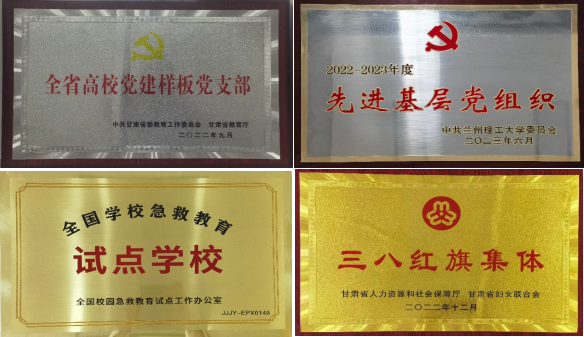 全省高校党建样板党支部
中共甘肃省委教育工作委员会 甘肃省教育厅
二〇二二年九月
2022-2023年度
先进基层党组织
中共兰州理工大学委员会
二〇二三年六月
全国学校急救教育
试点学校
全国校园急救教育试点工作办公室
JJJY-EPX0145
三八红旗集体
甘肃省人力资源和社会保障厅 甘肃省妇女联合会
二〇二二年十二月